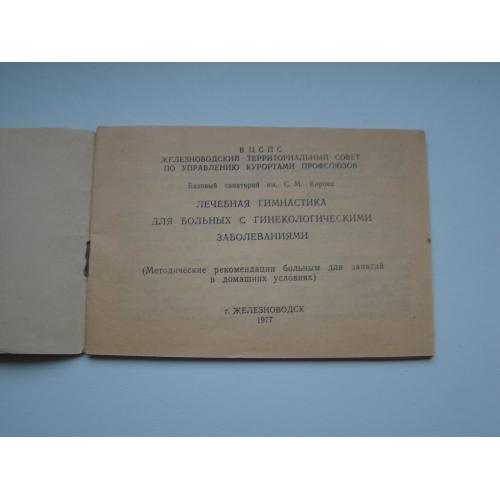 ВЦСПС
ЖЕЛЕЗНОВОДСКИЙ ТЕРРИТОРИАЛЬНЫЙ СОВЕТ
ПО УПРАВЛЕНИЮ КУРОРТАМИ ПРОФСОЮЗОВ
Базовый санаторий им. С. М. Кирова
ЛЕЧЕБНАЯ ГИМНАСТИКА
ДЛЯ БОЛЬНЫХ С ГИНЕКОЛОГИЧЕСКИМИ
ЗАБОЛЕВАНИЯМИ
(Методические рекомендации больным для занятий
в домашних условиях)
г. ЖЕЛЕЗНОВОДСК
1977